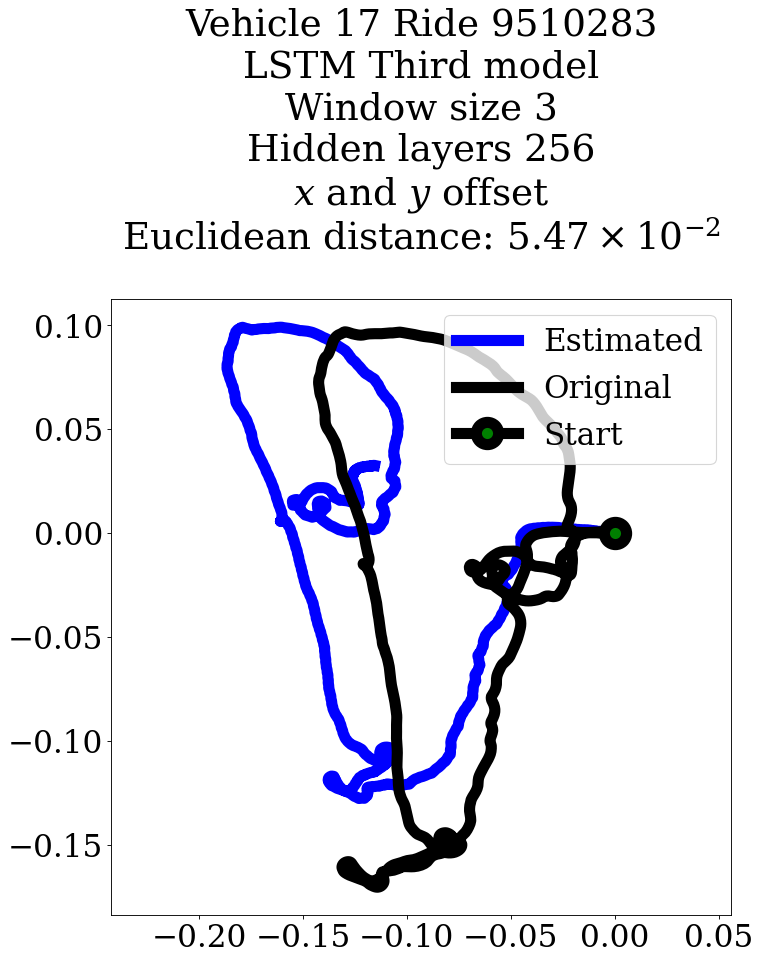 Vehicle 17 Ride 9510283
LSTM Third model
Window size 3
Hidden layers 256
x and y offset
Euclidean distance: 5.47 × 10⁻²
Estimated
Original
Start
0.10
0.05
0.00
−0.05
−0.10
−0.15
−0.20 −0.15 −0.10 −0.05 0.00 0.05